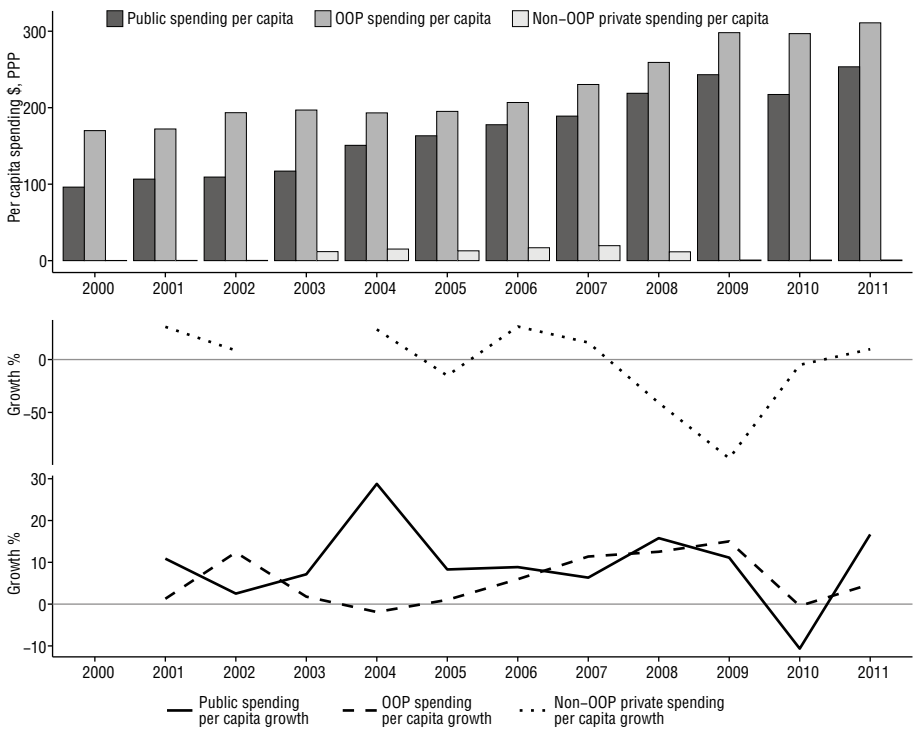 Public spending per capita
OOP spending per capita
Non−OOP private spending per capita
Per capita spending $, PPP
300
200
100
0
2000 2001 2002 2003 2004 2005 2006 2007 2008 2009 2010 2011
Growth %
0
−50
Growth %
30
20
10
0
−10
2000 2001 2002 2003 2004 2005 2006 2007 2008 2009 2010 2011
Public spending
per capita growth
OOP spending
per capita growth
Non−OOP private spending
per capita growth